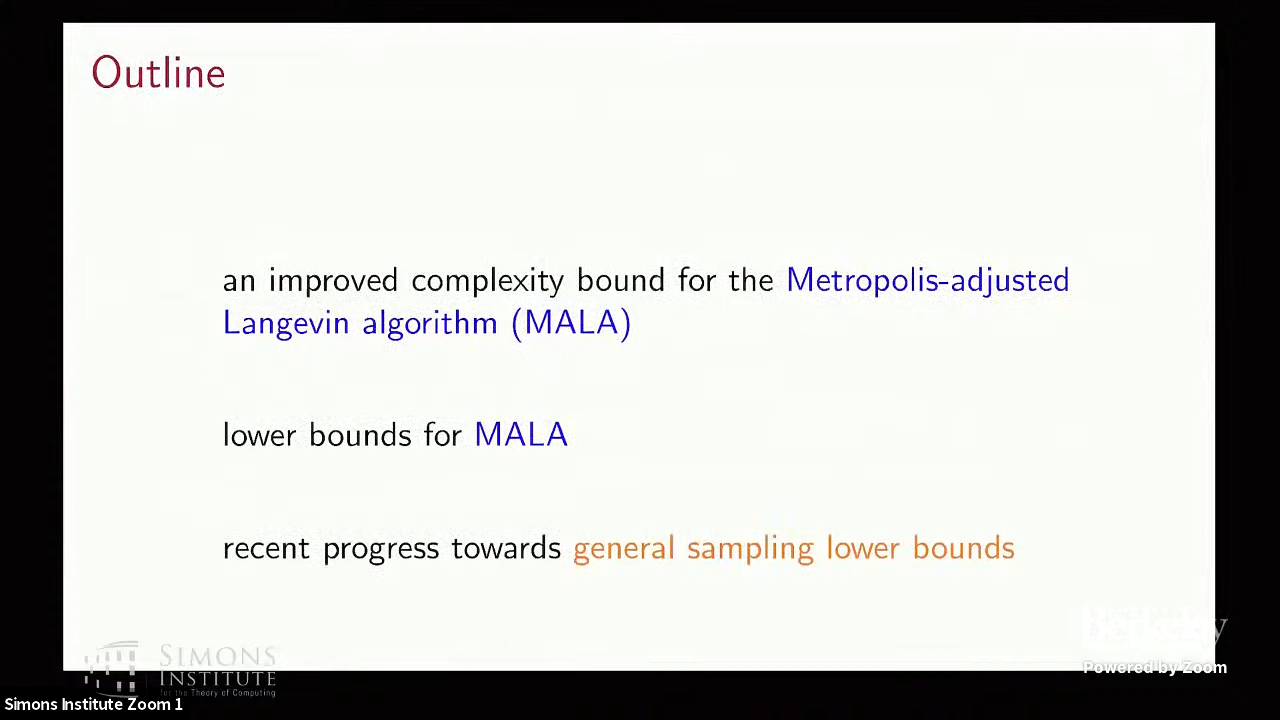 Outline
an improved complexity bound for the Metropolis-adjusted
Langevin algorithm (MALA)
lower bounds for MALA
recent progress towards general sampling lower bounds
SIMONS
INSTITUTE
for the Theory of Computing
Berkeley
Powered by Zoom
Simons Institute Zoom 1